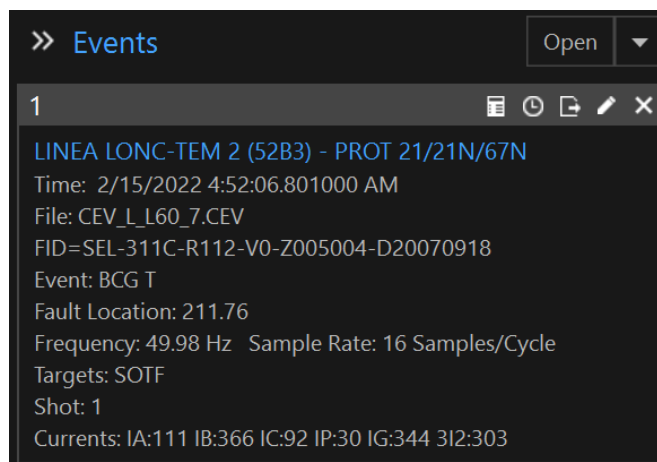 Events
Open
1
LINEA LONC-TEM 2 (52B3) - PROT 21/21N/67N
Time: 2/15/2022 4:52:06.801000 AM
File: CEV_L_L60_7.CEV
FID=SEL-311C-R112-V0-Z005004-D20070918
Event: BCG T
Fault Location: 211.76
Frequency: 49.98 Hz Sample Rate: 16 Samples/Cycle
Targets: SOTF
Shot: 1
Currents: IA:111 IB:366 IC:92 IP:30 IG:344 3I2:303